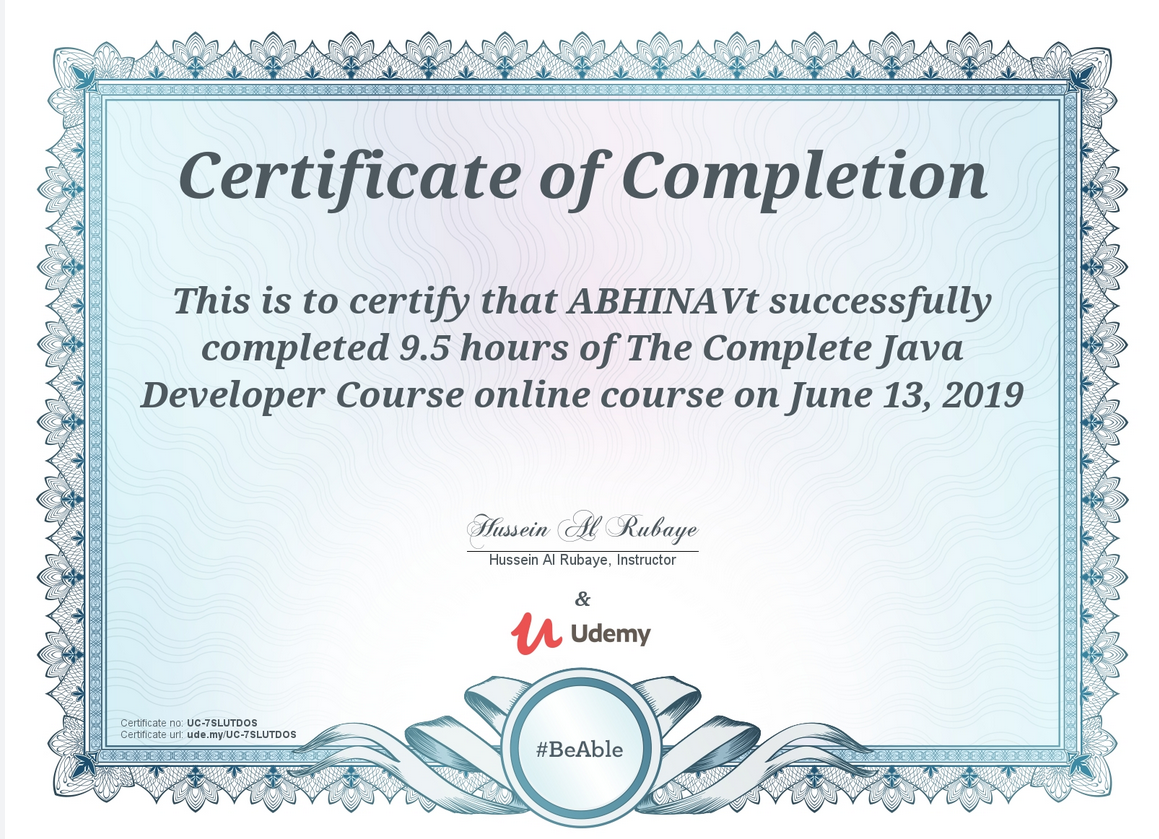 Certificate of Completion
This is to certify that ABHINAVt successfully
completed 9.5 hours of The Complete Java
Developer Course online course on June 13, 2019
Hussein Al Rubaye
Hussein Al Rubaye, Instructor
&
Udemy
Certificate no: UC-7SLUTDOS
Certificate url: ude.my/UC-7SLUTDOS
#BeAble